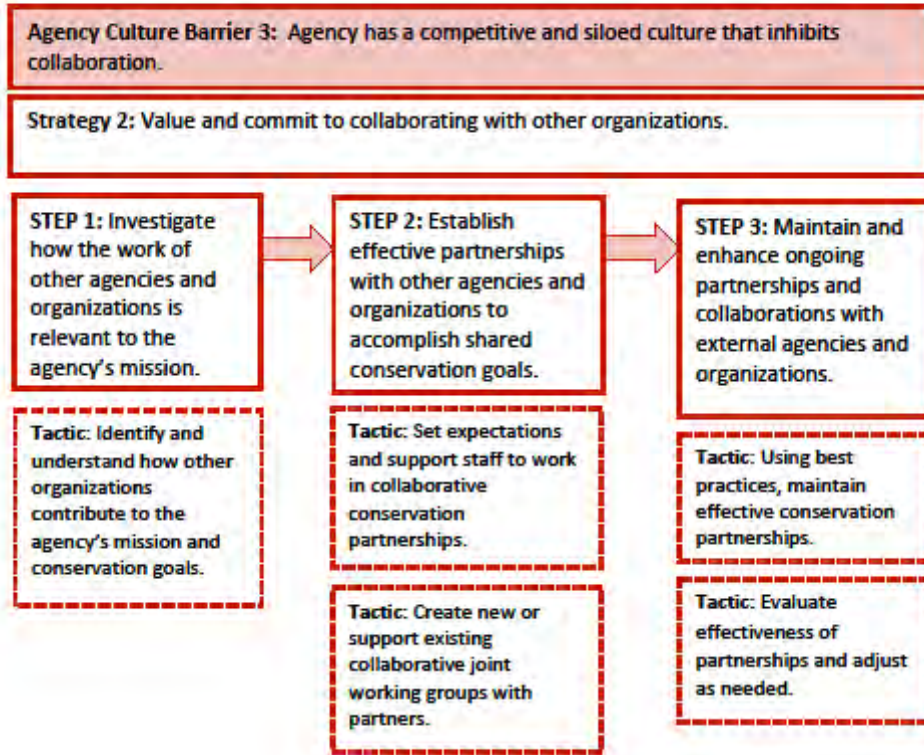 Agency Culture Barrier 3: Agency has a competitive and siloed culture that inhibits
collaboration.
Strategy 2: Value and commit to collaborating with other organizations.
STEP 1: Investigate
how the work of
other agencies and
organizations is
relevant to the
agency's mission.
Tactic: Identify and
understand how other
organizations
contribute to the
agency's mission and
conservation goals.
STEP 2: Establish
effective partnerships
with other agencies and
organizations to
accomplish shared
conservation goals.
Tactic: Set expectations
and support staff to work
in collaborative
conservation
partnerships.
Tactic: Create new or
support existing
collaborative joint
working groups with
partners.
STEP 3: Maintain and
enhance ongoing
partnerships and
collaborations with
external agencies and
organizations.
Tactic: Using best
practices, maintain
effective conservation
partnerships.
Tactic: Evaluate
effectiveness of
partnerships and adjust
as needed.